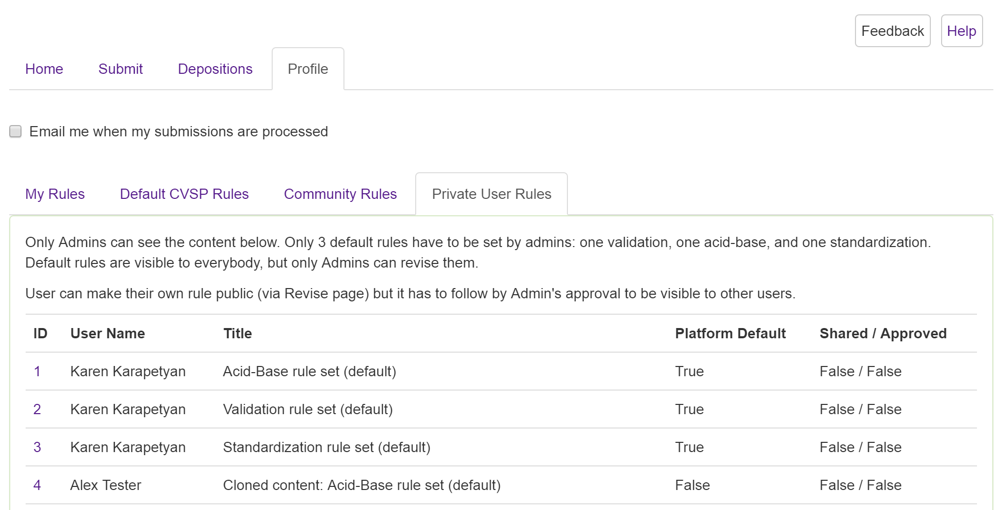 Feedback Help
Home Submit Depositions Profile
Email me when my submissions are processed
My Rules Default CVSP Rules Community Rules Private User Rules
Only Admins can see the content below. Only 3 default rules have to be set by admins: one validation, one acid-base, and one standardization.
Default rules are visible to everybody, but only Admins can revise them.
User can make their own rule public (via Revise page) but it has to follow by Admin's approval to be visible to other users.
ID User Name Title Platform Default Shared / Approved
1 Karen Karapetyan Acid-Base rule set (default) True False / False
2 Karen Karapetyan Validation rule set (default) True False / False
3 Karen Karapetyan Standardization rule set (default) True False / False
4 Alex Tester Cloned content: Acid-Base rule set (default) False False / False